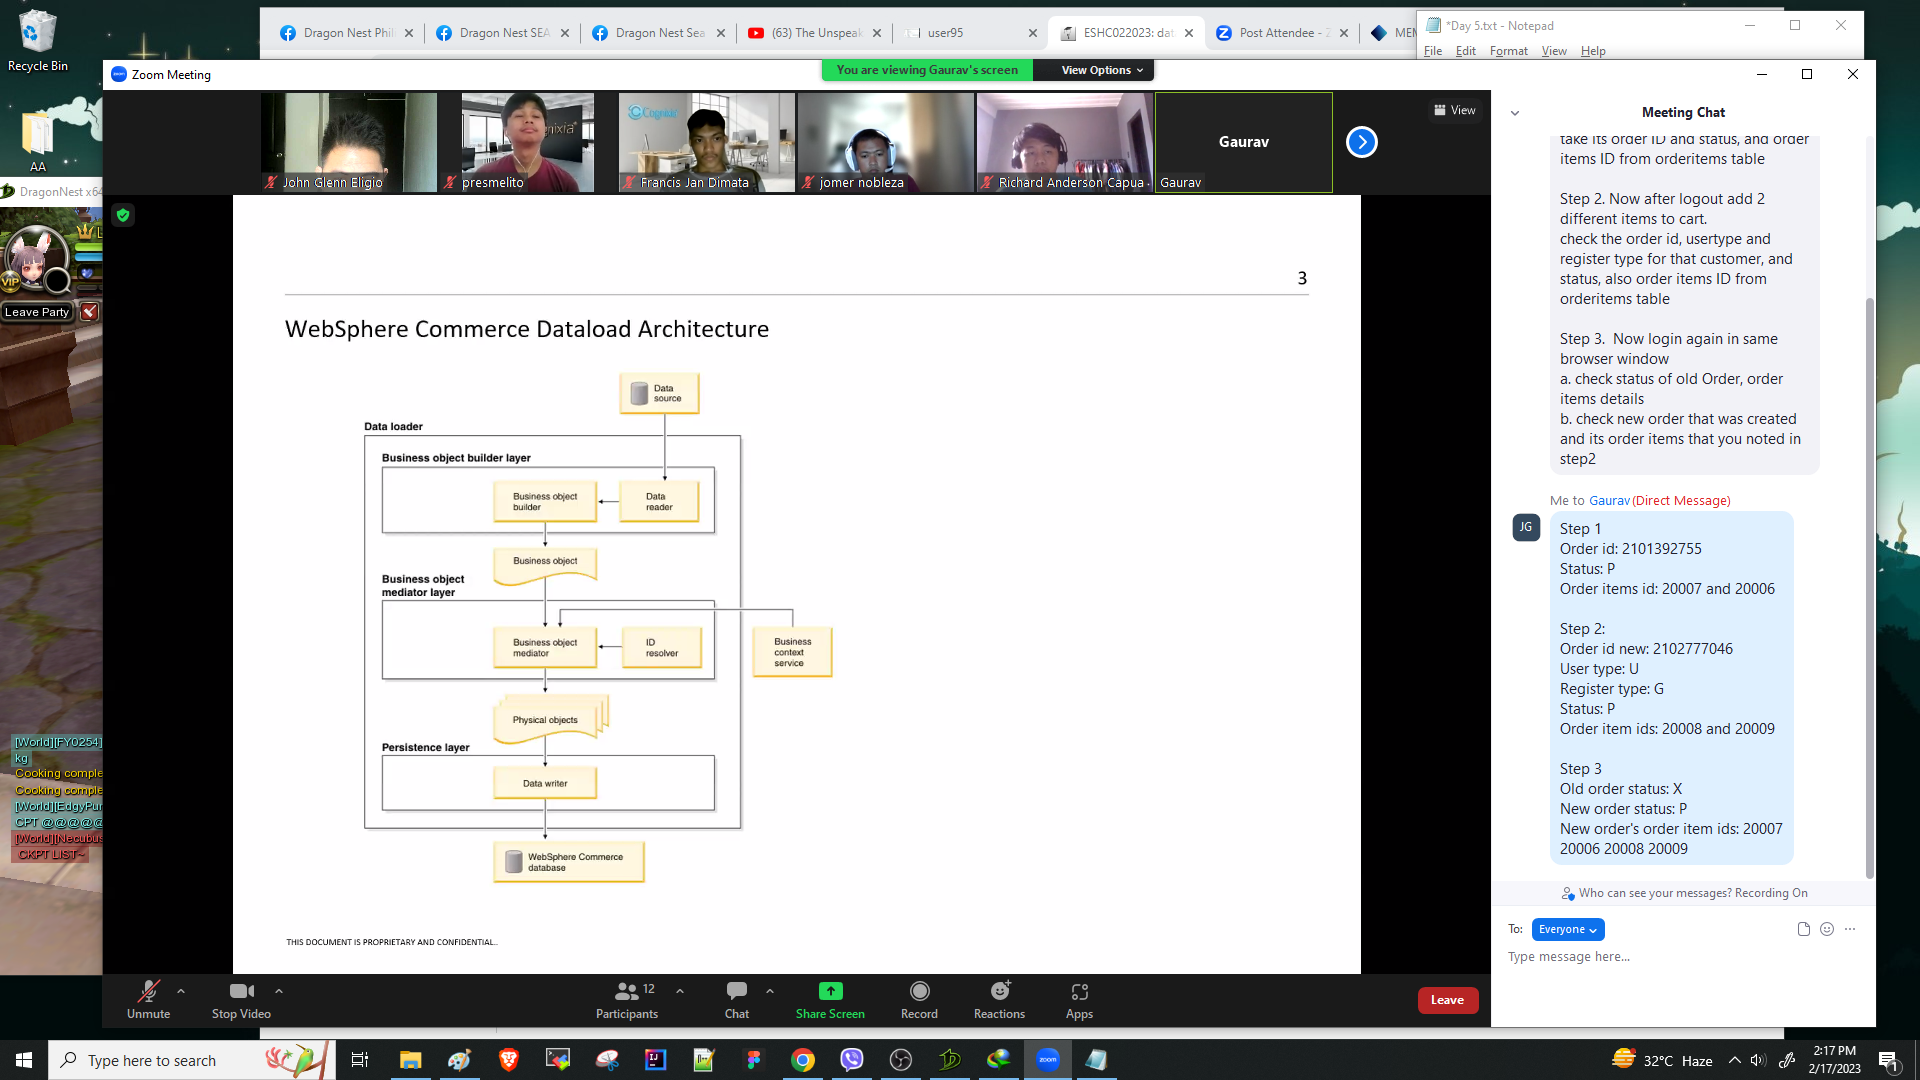 Recycle Bin
AA
DragonNest x64
VIP
Leave Party
[World][FY0254]
kg
Cooking comple
Cooking comple
[World][EdgyPur
CPT @@@@@
[World][Necubus
CKPT LIST~
Dragon Nest Phil
Dragon Nest SEA
Dragon Nest Sea
(63) The Unspeak
user95
ESHC022023: dat
Post Attendee - Z
MEM
*Day 5.txt - Notepad
File Edit Format View Help
Zoom Meeting
You are viewing Gaurav's screen
View Options
View
Cognixia
John Glenn Eligio
presmelito
Francis Jan Dimata
jomer nobleza
Richard Anderson Capua
Gaurav
Gaurav
3
WebSphere Commerce Dataload Architecture
Data
source
Data loader
Business object builder layer
Business object
builder
Data
reader
Business object
Business object
mediator layer
Business object
mediator
ID
resolver
Business
context
service
Physical objects
Persistence layer
Data writer
WebSphere Commerce
database
THIS DOCUMENT IS PROPRIETARY AND CONFIDENTIAL..
Meeting Chat
take its order ID and status, and order
items ID from orderitems table
Step 2. Now after logout add 2
different items to cart.
check the order id, usertype and
register type for that customer, and
status, also order items ID from
orderitems table
Step 3.  Now login again in same
browser window
a. check status of old Order, order
items details
b. check new order that was created
and its order items that you noted in
step2
Me to Gaurav (Direct Message)
JG
Step 1
Order id: 2101392755
Status: P
Order items id: 20007 and 20006
Step 2:
Order id new: 2102777046
User type: U
Register type: G
Status: P
Order item ids: 20008 and 20009
Step 3
Old order status: X
New order status: P
New order's order item ids: 20007
20006 20008 20009
Who can see your messages? Recording On
To: Everyone
Type message here...
Unmute
Stop Video
Participants
12
Chat
Share Screen
Record
Reactions
Apps
Leave
Type here to search
zoom
32°C Haze
2:17 PM
2/17/2023
1